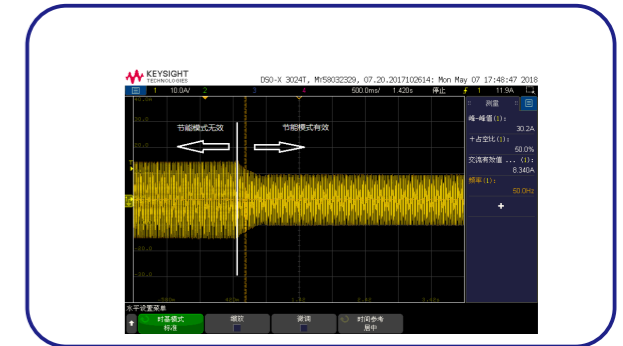 KEYSIGHT
TECHNOLOGIES
DSO-X 3024T, MY58032329, 07.20.2017102614: Mon May 07 17:48:47 2018
1 10.0A/ 2 3 4 500.0ms/ 1.420s 停止 1 11.9A
测量
峰-峰值(1):
30.2A
+占空比(1):
50.0%
交流有效值 ... (1):
8.340A
频率(1):
50.0Hz
节能模式无效
节能模式有效
水平设置菜单
时基模式
标准
缩放
微调
时间参考
居中